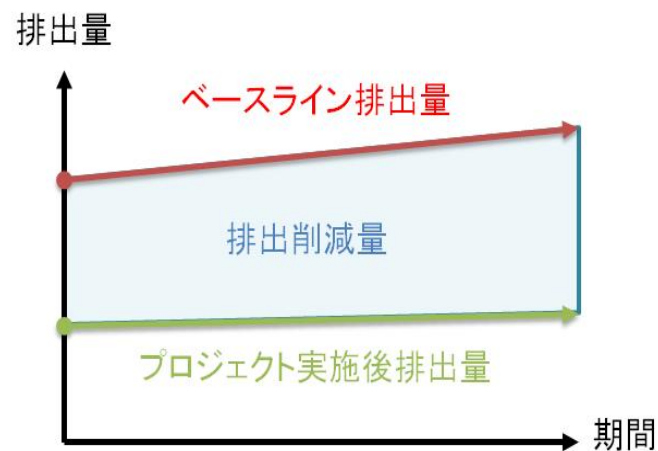 排出量
ベースライン排出量
排出削減量
プロジェクト実施後排出量
期間